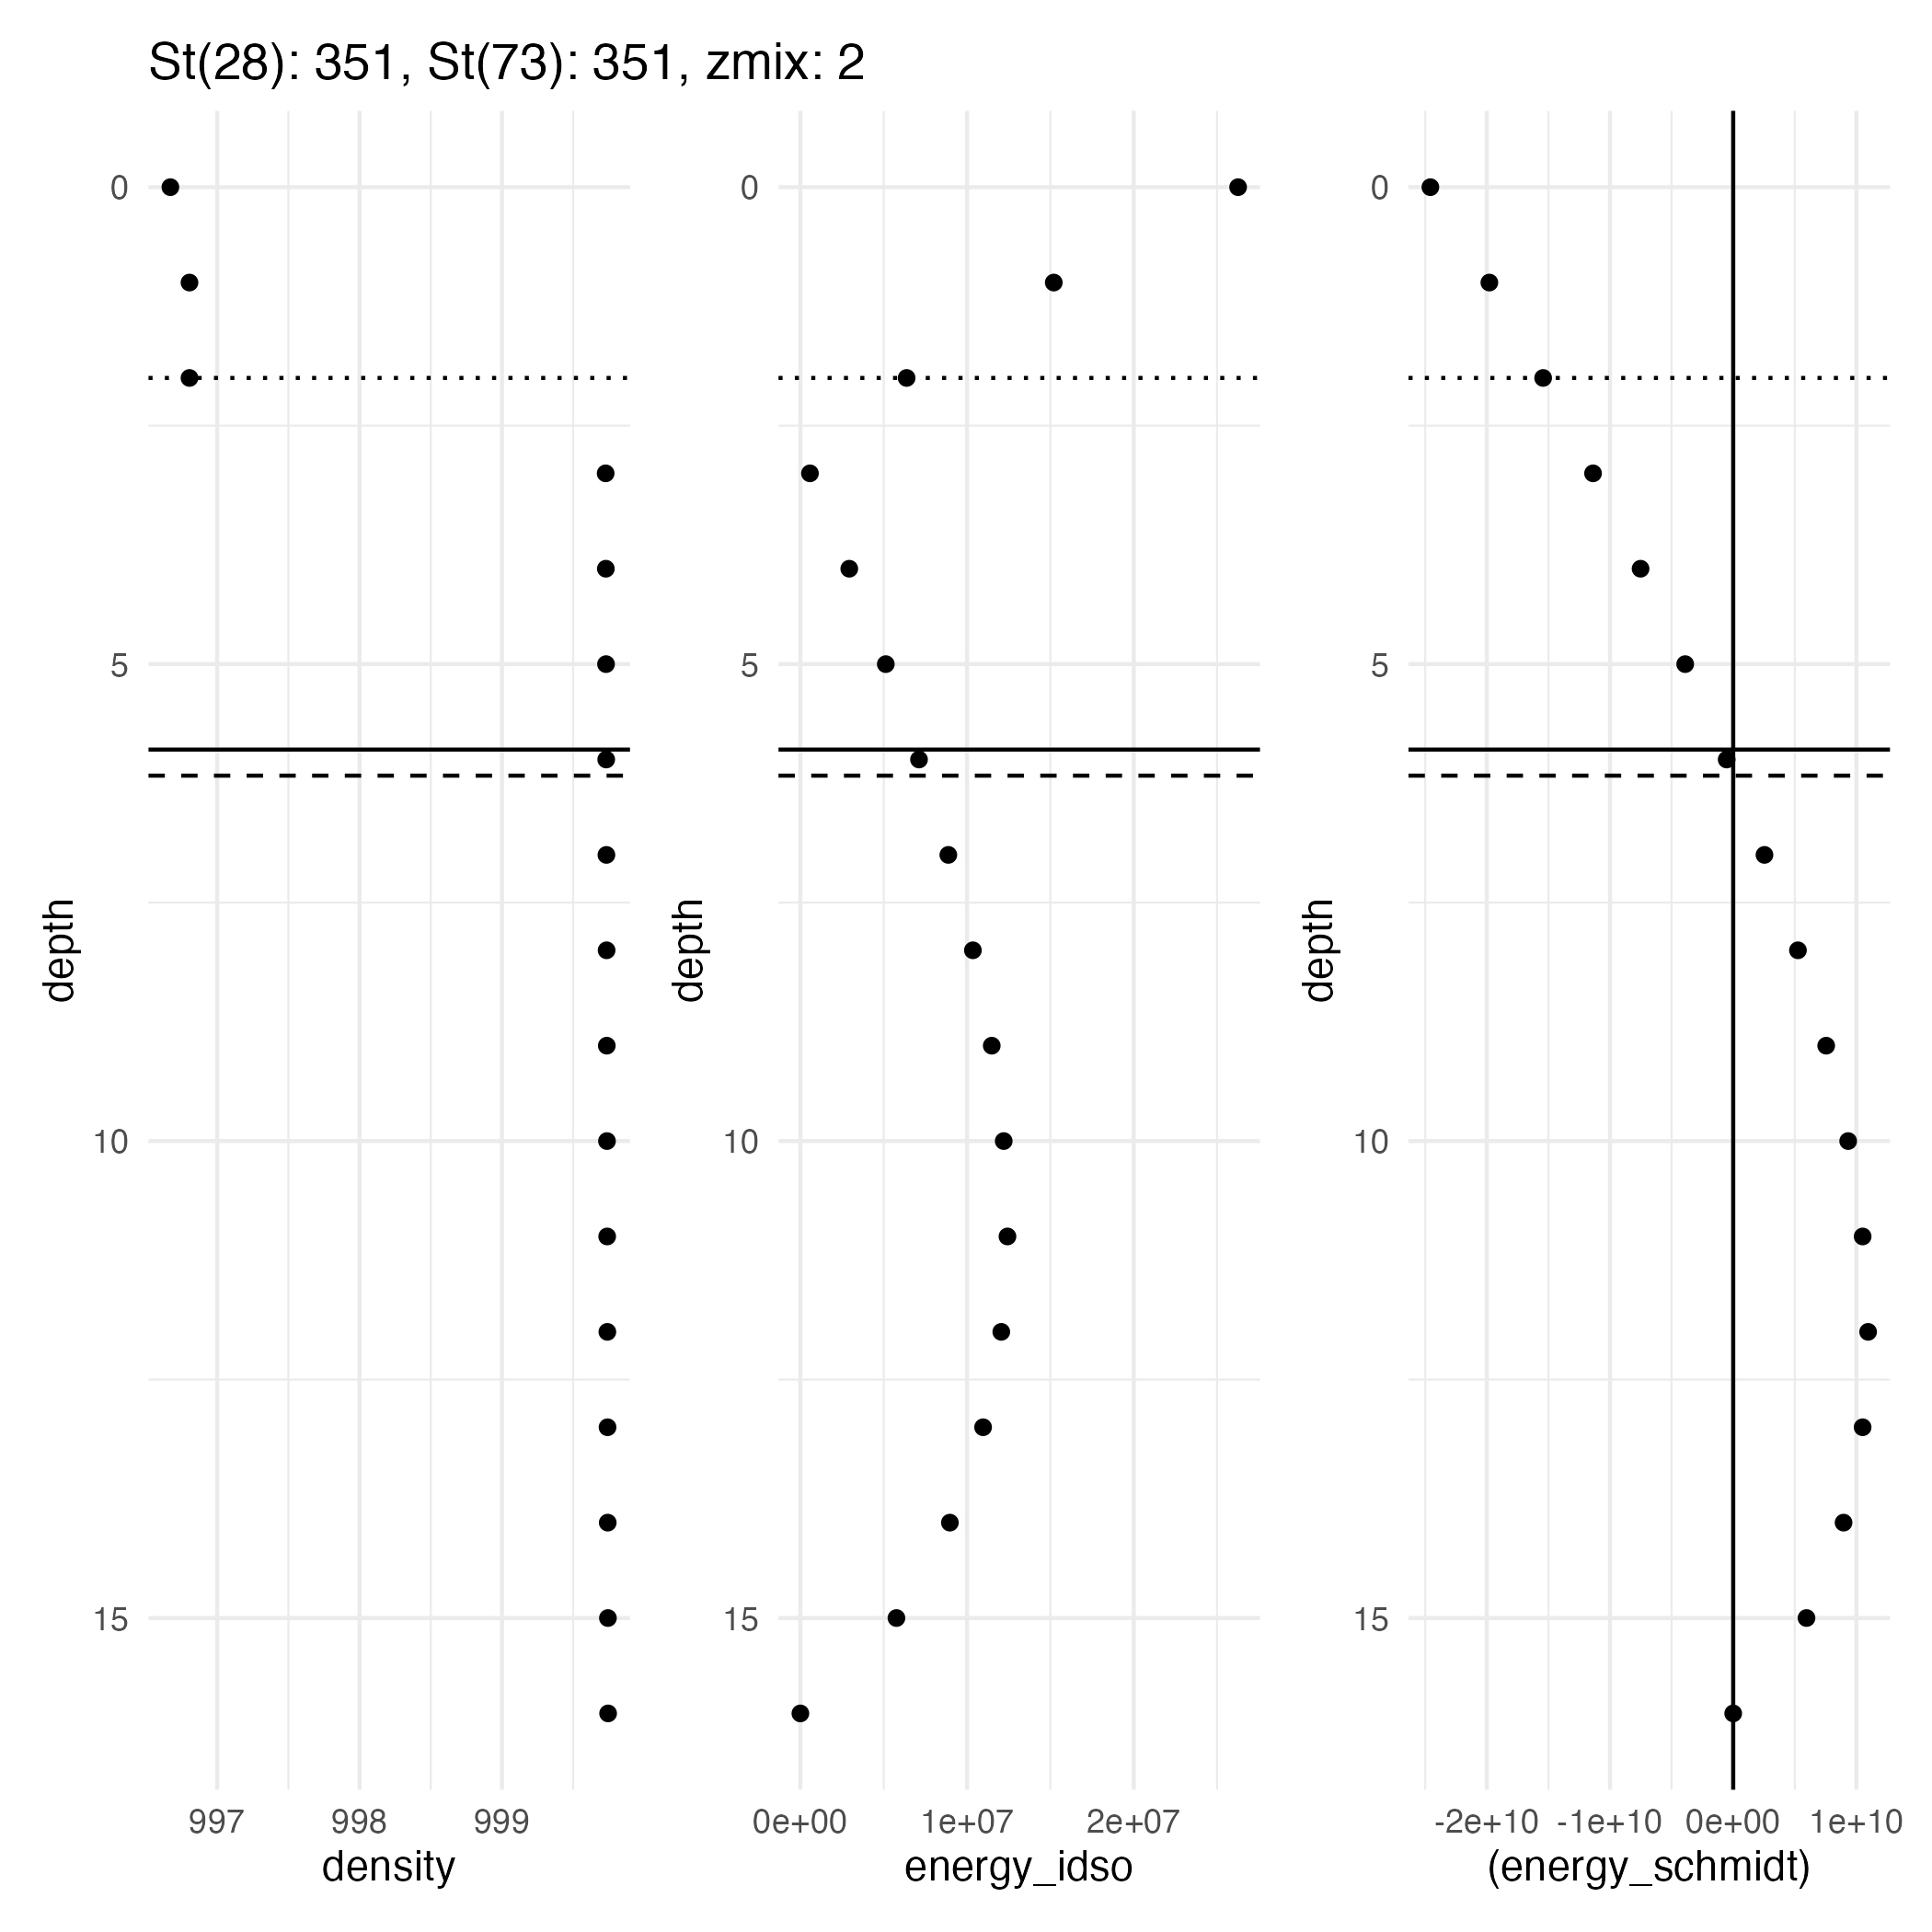 St(28): 351, St(73): 351, zmix: 2
0
5
10
15
depth
997 998 999
density
0
5
10
15
depth
0e+00 1e+07 2e+07
energy_idso
0
5
10
15
depth
-2e+10 -1e+10 0e+00 1e+10
(energy_schmidt)